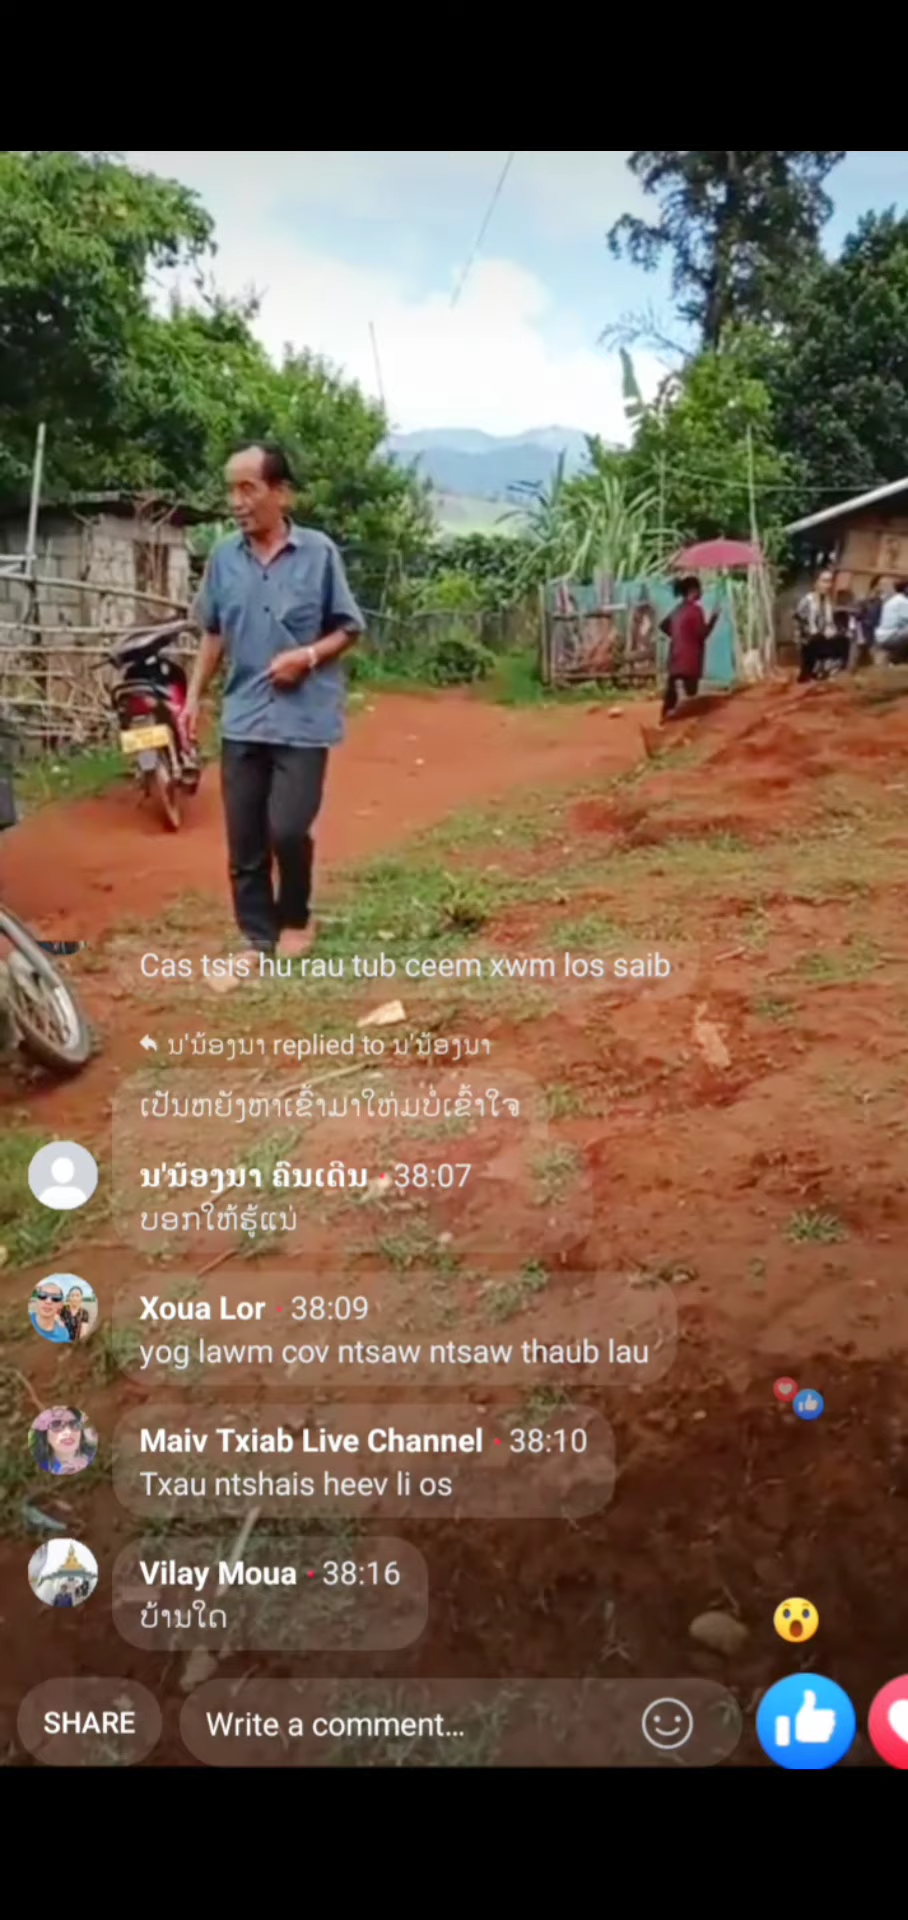 Cas tsis hu rau tub ceem xwm los saib
ນ'ນ້ອງນາ replied to ນ'ນ້ອງນາ
ເປັນຫຍັງຫາເຂົ້າມາໃຫ່ມບໍ່ເຂົ້າໃຈ
ນ'ນ້ອງນາ ຄົນເດີນ • 38:07
ບອກໃຫ້ຮູ້ແນ່
Xoua Lor • 38:09
yog lawm cov ntsaw ntsaw thaub lau
Maiv Txiab Live Channel • 38:10
Txau ntshais heev li os
Vilay Moua • 38:16
ບ້ານໃດ
SHARE
Write a comment...